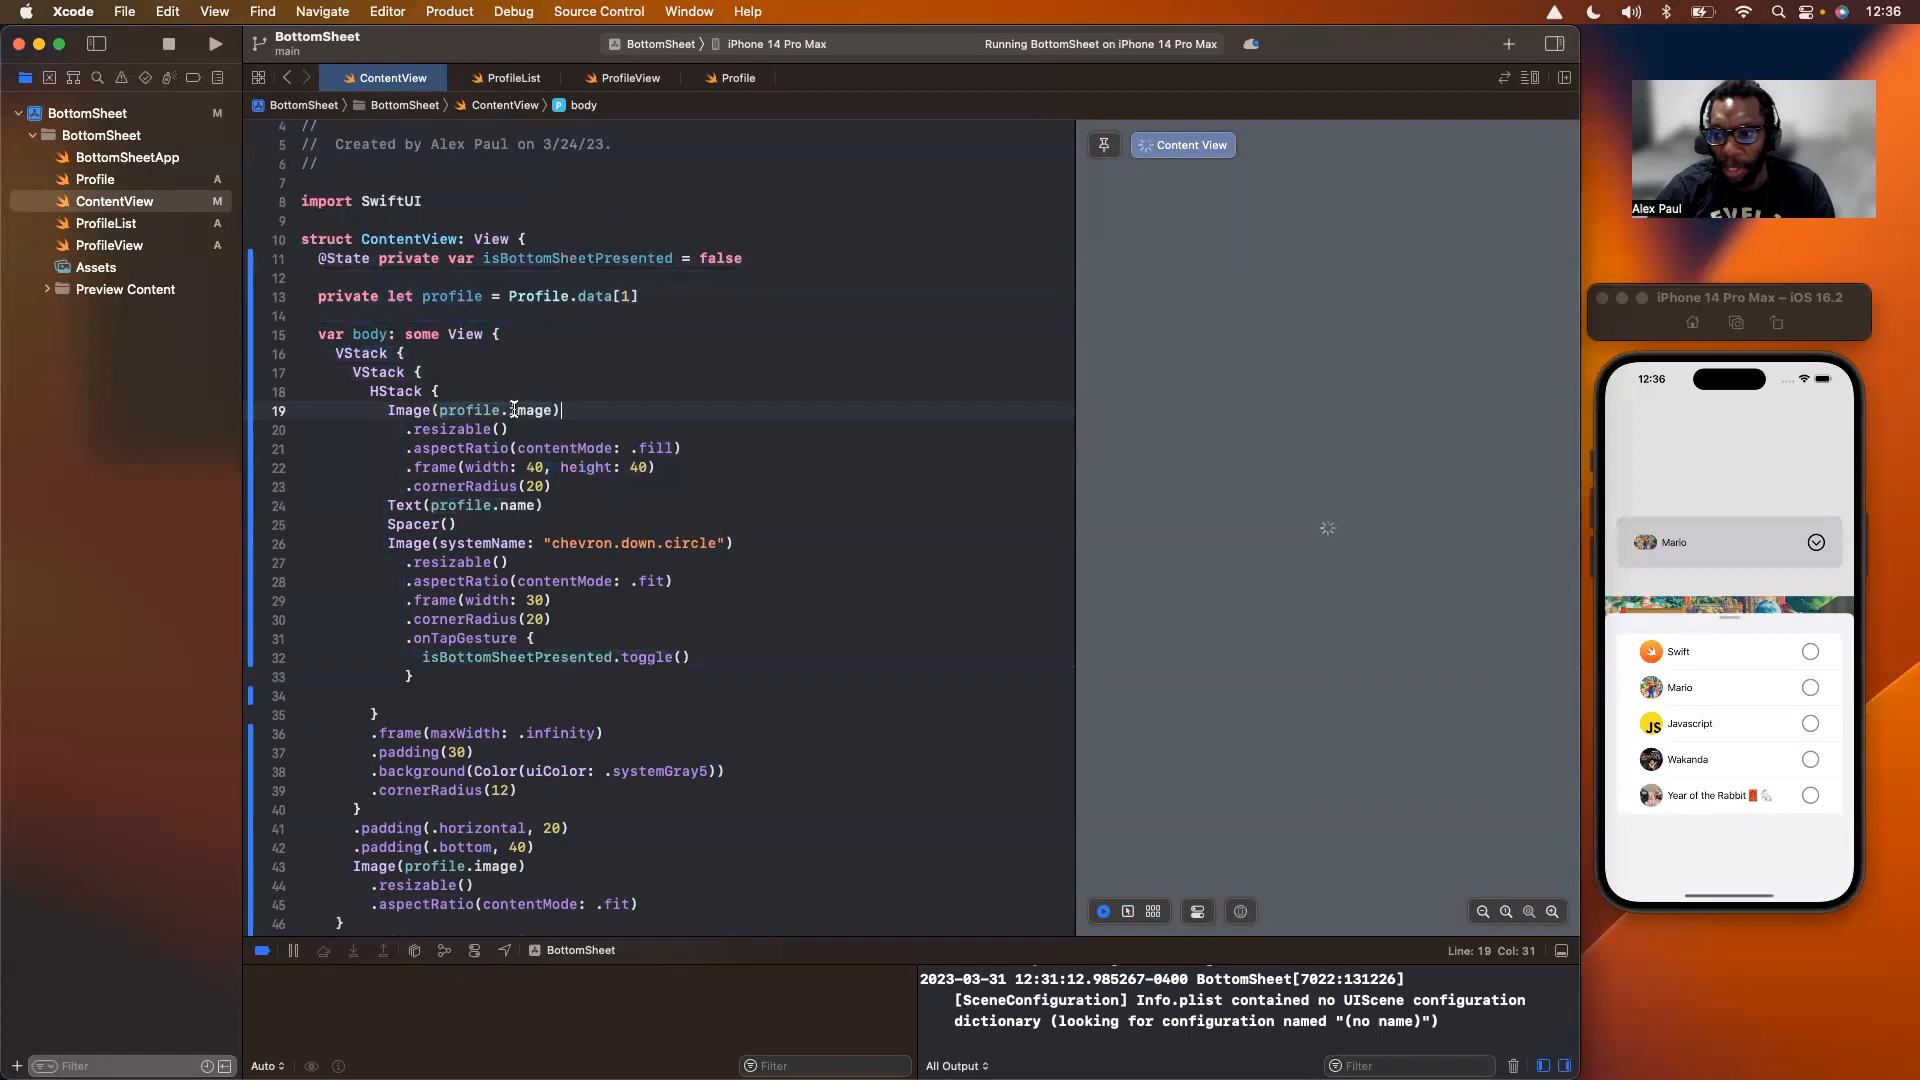 Xcode File Edit View Find Navigate Editor Product Debug Source Control Window Help 12:36
BottomSheet
main
BottomSheet 〉 iPhone 14 Pro Max
Running BottomSheet on iPhone 14 Pro Max
ContentView ProfileList ProfileView Profile
BottomSheet 〉 BottomSheet 〉 ContentView 〉 P body
BottomSheet M
BottomSheet
BottomSheetApp
Profile A
ContentView M
ProfileList A
ProfileView A
Assets
Preview Content
4 //
5 //  Created by Alex Paul on 3/24/23.
6 //
7
8 import SwiftUI
9
10 struct ContentView: View {
11 @State private var isBottomSheetPresented = false
12
13 private let profile = Profile.data[1]
14
15 var body: some View {
16 VStack {
17 VStack {
18 HStack {
19 Image(profile.image)
20 .resizable()
21 .aspectRatio(contentMode: .fill)
22 .frame(width: 40, height: 40)
23 .cornerRadius(20)
24 Text(profile.name)
25 Spacer()
26 Image(systemName: "chevron.down.circle")
27 .resizable()
28 .aspectRatio(contentMode: .fit)
29 .frame(width: 30)
30 .cornerRadius(20)
31 .onTapGesture {
32 isBottomSheetPresented.toggle()
33 }
34
35 }
36 .frame(maxWidth: .infinity)
37 .padding(30)
38 .background(Color(uiColor: .systemGray5))
39 .cornerRadius(12)
40 }
41 .padding(.horizontal, 20)
42 .padding(.bottom, 40)
43 Image(profile.image)
44 .resizable()
45 .aspectRatio(contentMode: .fit)
46 }
Content View
Alex Paul
iPhone 14 Pro Max – iOS 16.2
12:36
Mario
Swift
Mario
JS Javascript
Wakanda
Year of the Rabbit🧧🐇
BottomSheet
Line: 19 Col: 31
2023-03-31 12:31:12.985267-0400 BottomSheet[7022:131226]
[SceneConfiguration] Info.plist contained no UIScene configuration
dictionary (looking for configuration named "(no name)")
Filter
Auto
Filter
All Output
Filter